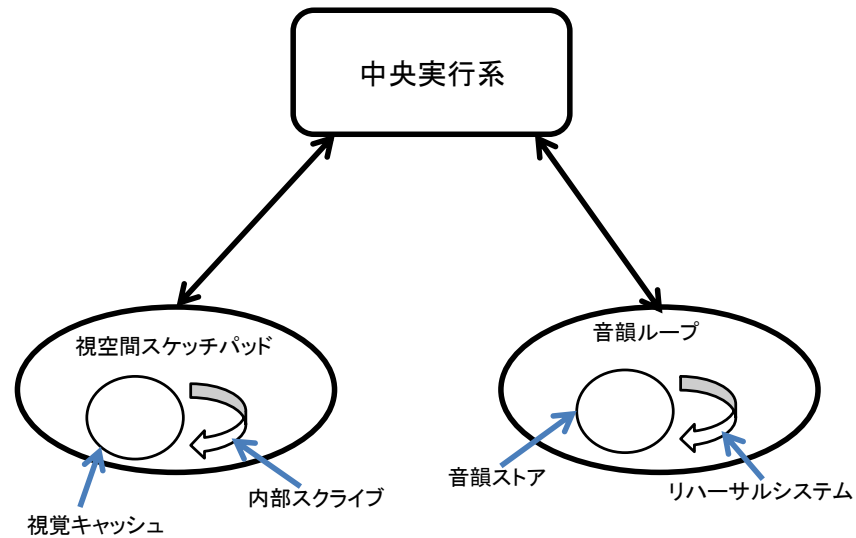 中央実行系
視空間スケッチパッド
音韻ループ
音韻ストア
リハーサルシステム
内部スクライブ
視覚キャッシュ